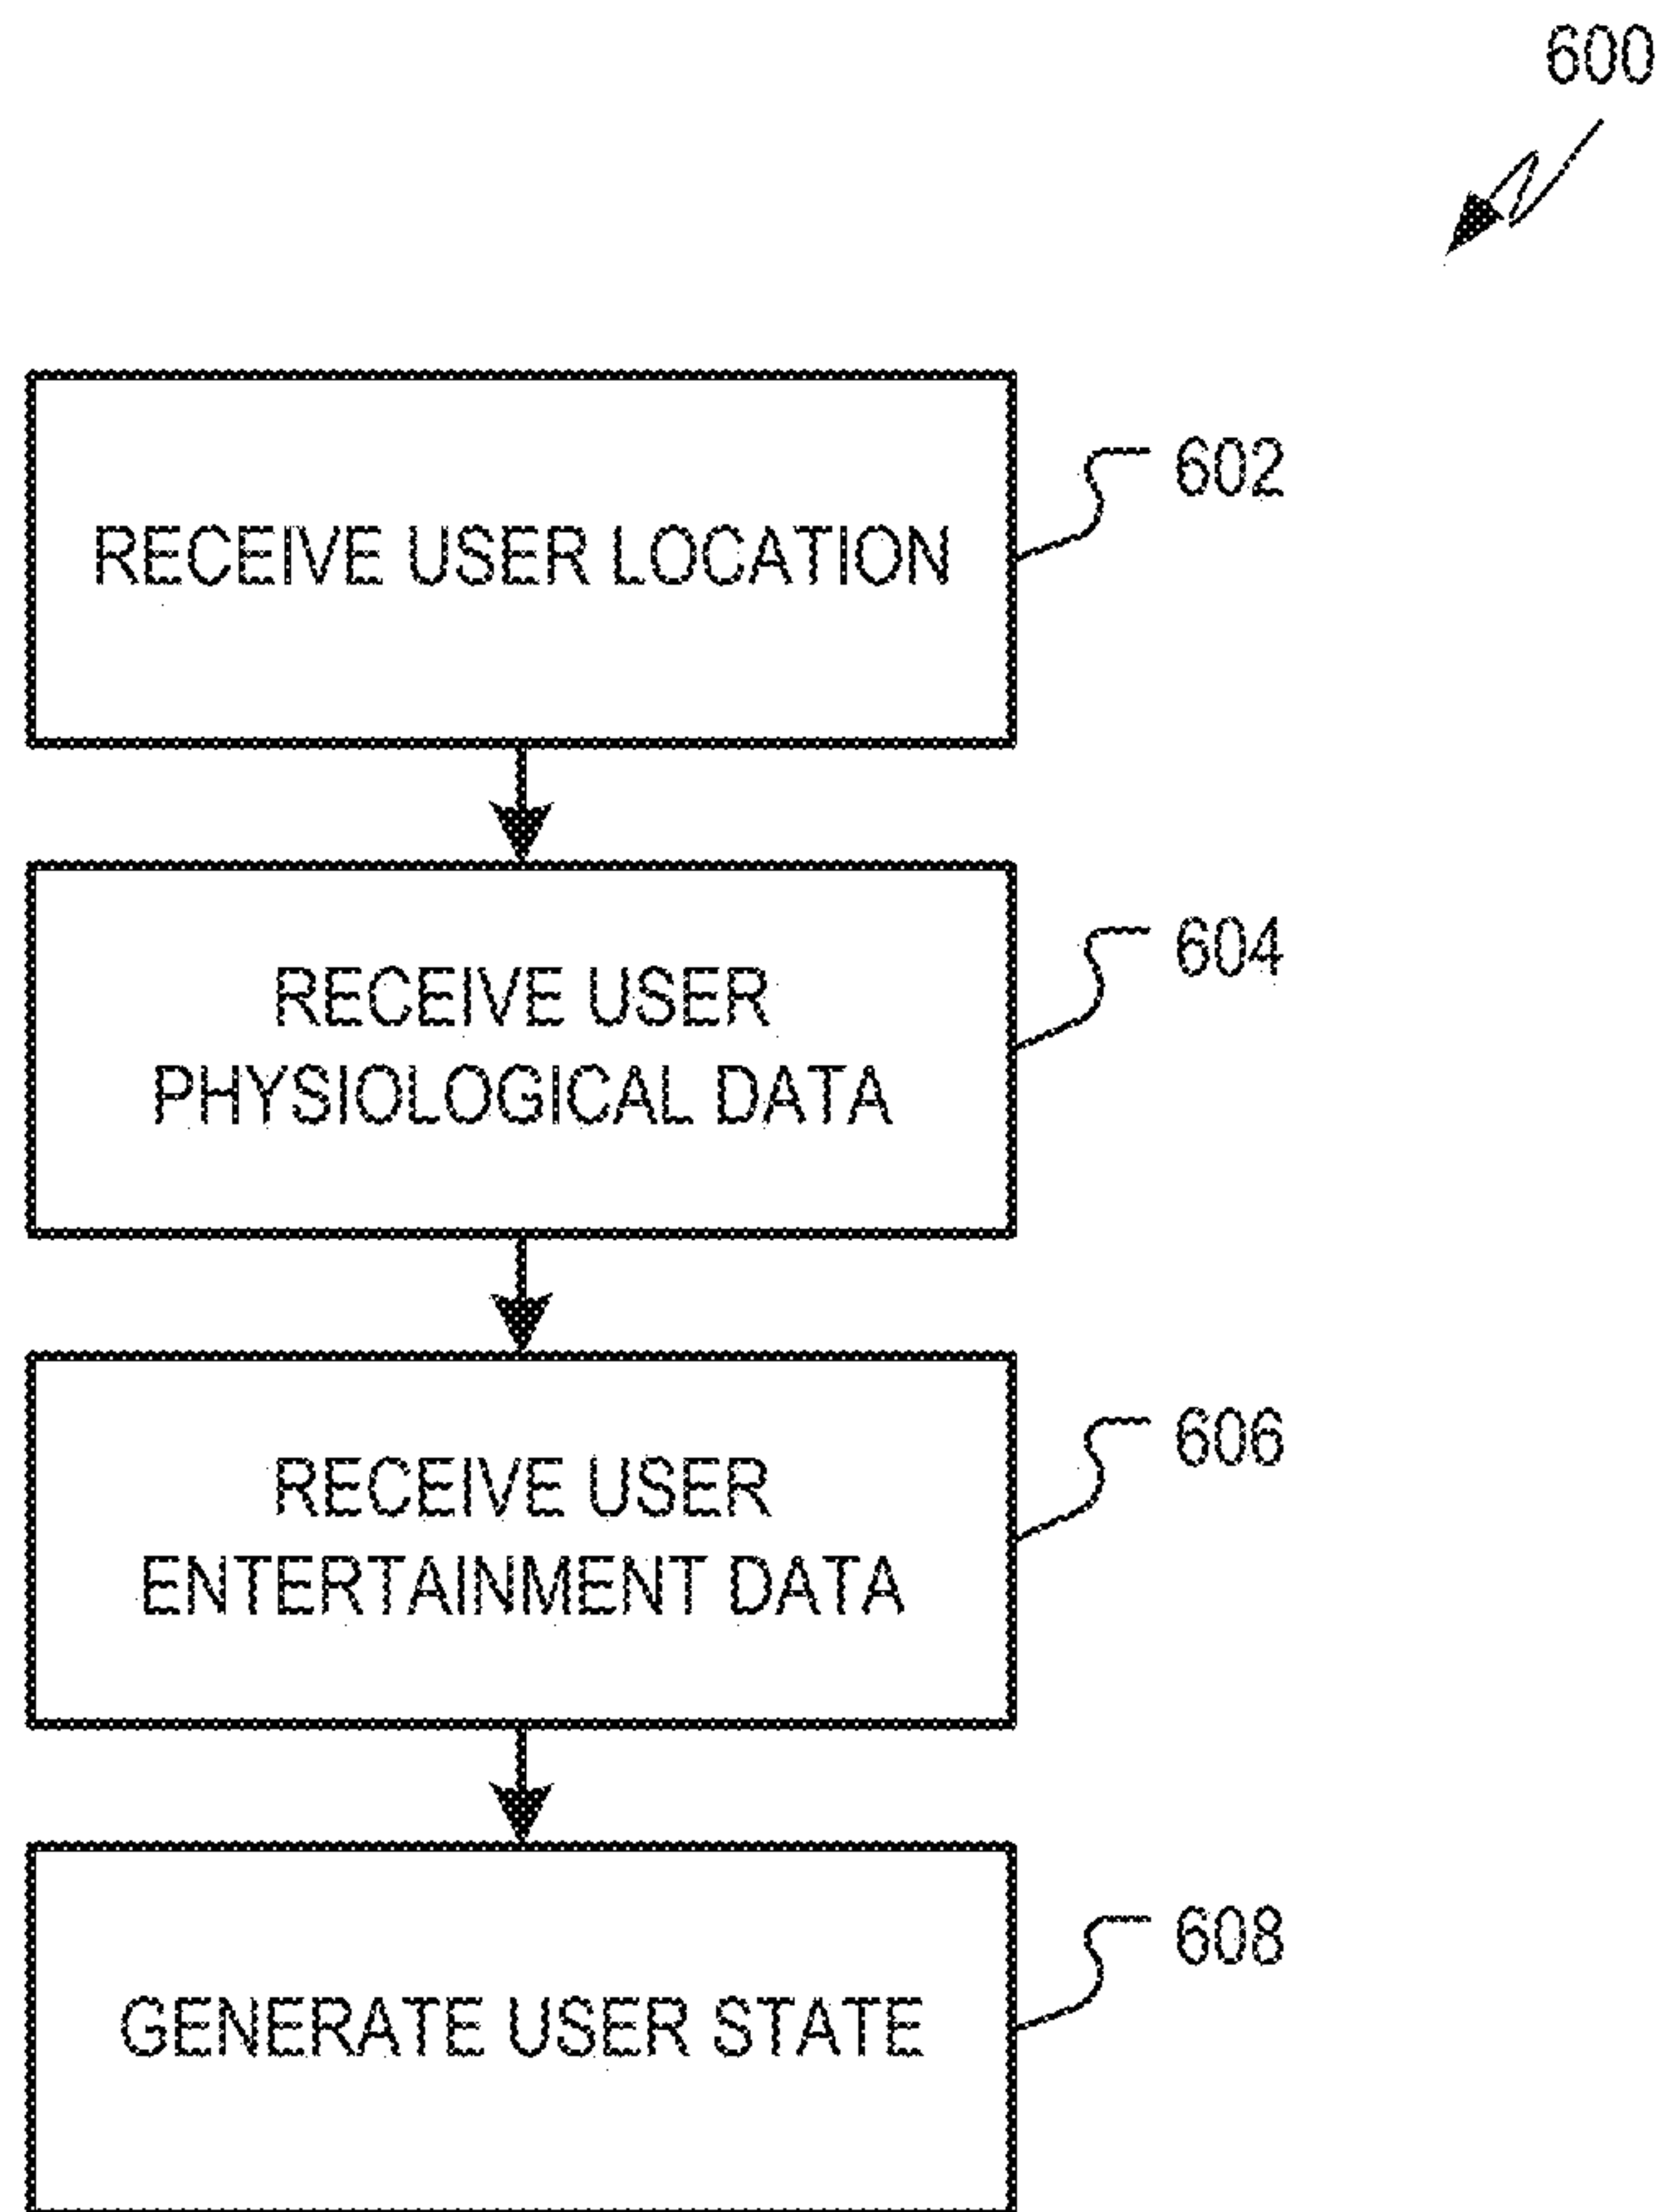 600
RECEIVE USER LOCATION
602
RECEIVE USER
PHYSIOLOGICAL DATA
604
RECEIVE USER
ENTERTAINMENT DATA
606
GENERATE USER STATE
608